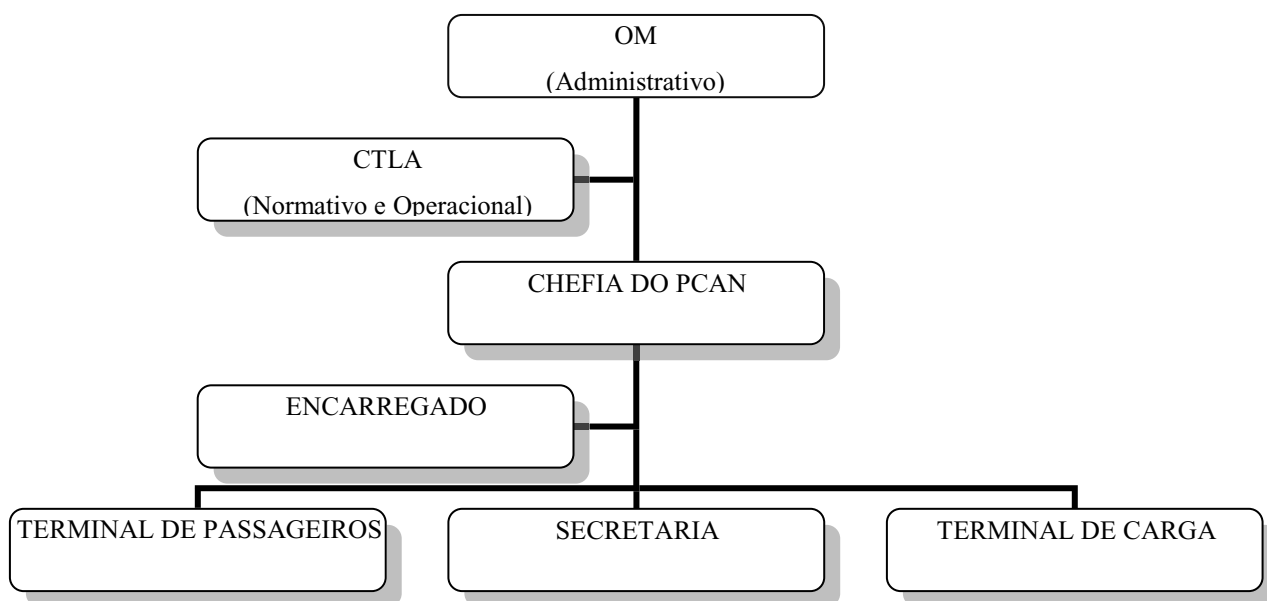 OM
(Administrativo)
CTLA
(Normativo e Operacional)
CHEFIA DO PCAN
ENCARREGADO
TERMINAL DE PASSAGEIROS
SECRETARIA
TERMINAL DE CARGA